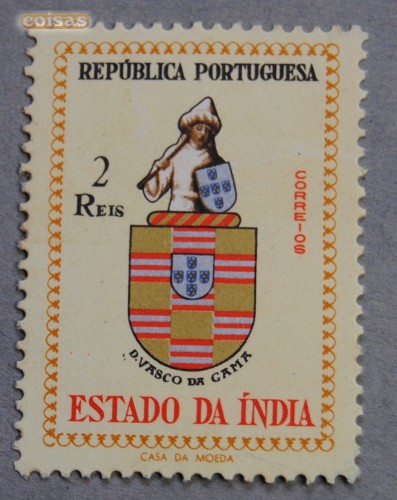 coisas
REPÚBLICA PORTUGUESA
2
REIS
CORREIOS
D. VASCO DA GAMA
ESTADO DA ÍNDIA
CASA DA MOEDA